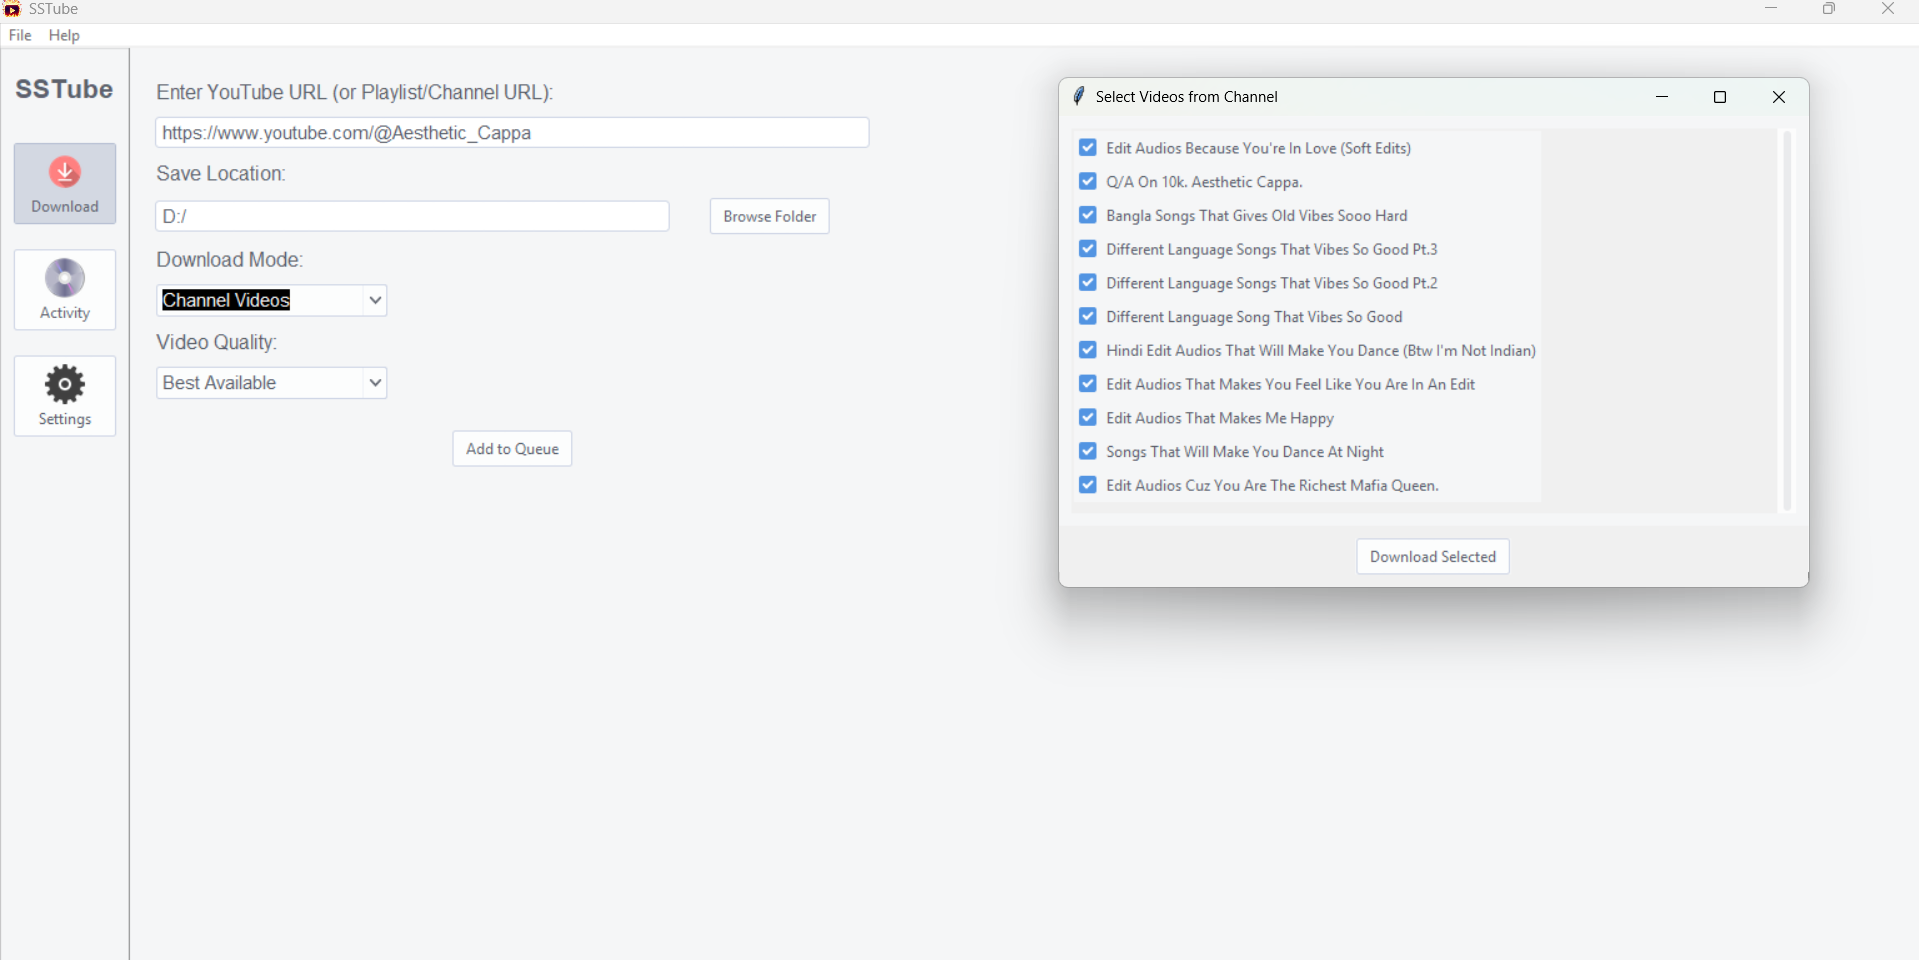 SSTube
File Help
SSTube
Download
Activity
Settings
Enter YouTube URL (or Playlist/Channel URL):
https://www.youtube.com/@Aesthetic_Cappa
Save Location:
D:/
Browse Folder
Download Mode:
Channel Videos
Video Quality:
Best Available
Add to Queue
Select Videos from Channel
Edit Audios Because You're In Love (Soft Edits)
Q/A On 10k. Aesthetic Cappa.
Bangla Songs That Gives Old Vibes Sooo Hard
Different Language Songs That Vibes So Good Pt.3
Different Language Songs That Vibes So Good Pt.2
Different Language Song That Vibes So Good
Hindi Edit Audios That Will Make You Dance (Btw I'm Not Indian)
Edit Audios That Makes You Feel Like You Are In An Edit
Edit Audios That Makes Me Happy
Songs That Will Make You Dance At Night
Edit Audios Cuz You Are The Richest Mafia Queen.
Download Selected